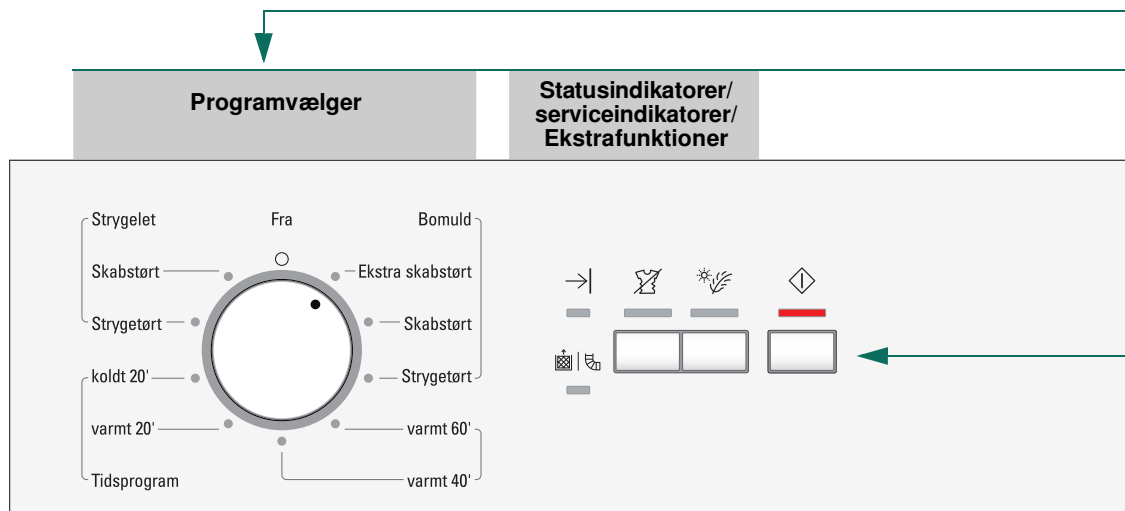 Programvælger
Statusindikatorer/
serviceindikatorer/
Ekstrafunktioner
Strygelet
Fra
Bomuld
Skabstørt
Ekstra skabstørt
Strygetørt
Skabstørt
koldt 20'
Strygetørt
varmt 20'
varmt 60'
Tidsprogram
varmt 40'